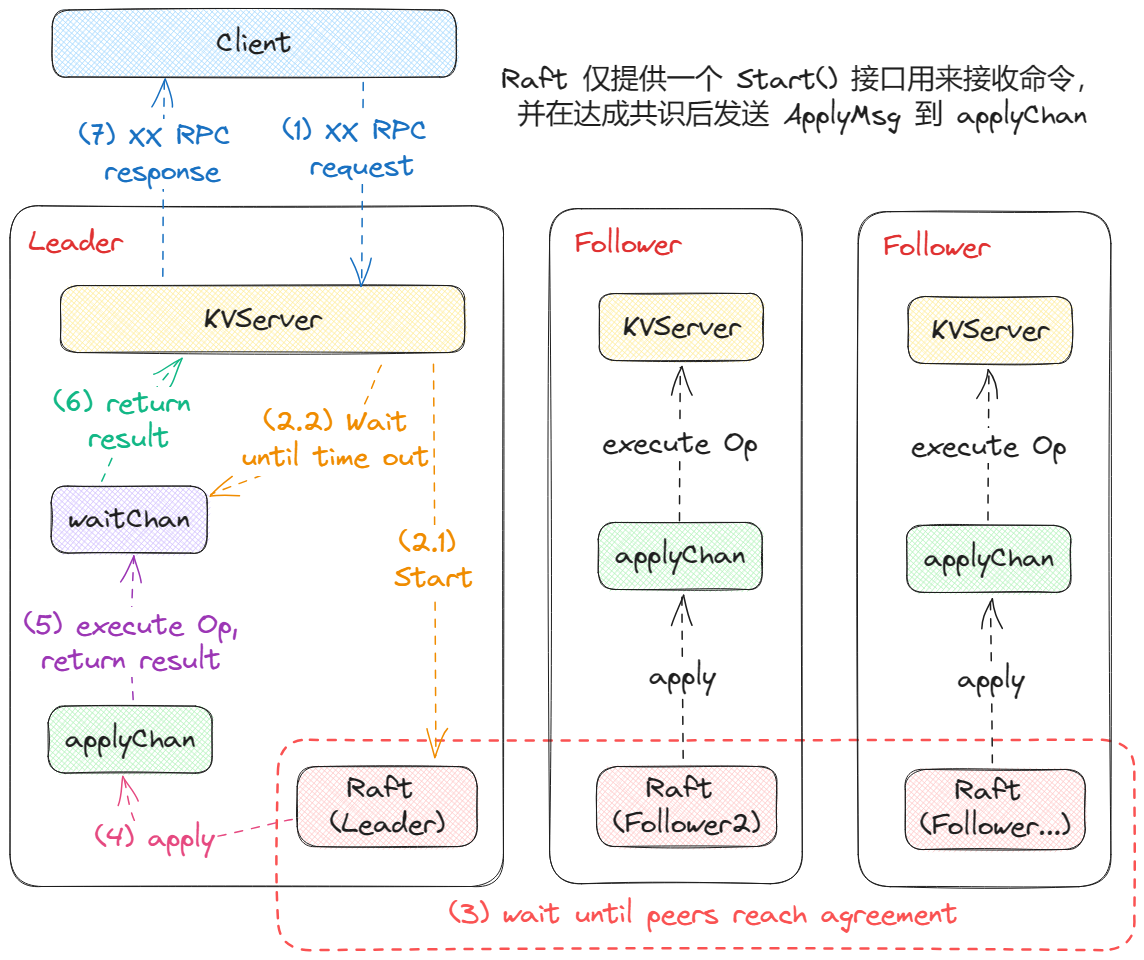 Client
Raft 仅提供一个 Start() 接口用来接收命令，
并在达成共识后发送 ApplyMsg 到 applyChan
(7) XX RPC
response
(1) XX RPC
request
Leader
KVServer
(6) return
result
(2.2) Wait
until time out
waitChan
(2.1)
Start
(5) execute Op,
return result
applyChan
(4) apply
Raft
(Leader)
Follower
KVServer
execute Op
applyChan
apply
Raft
(Follower2)
Follower
KVServer
execute Op
applyChan
apply
Raft
(Follower...)
(3) wait until peers reach agreement